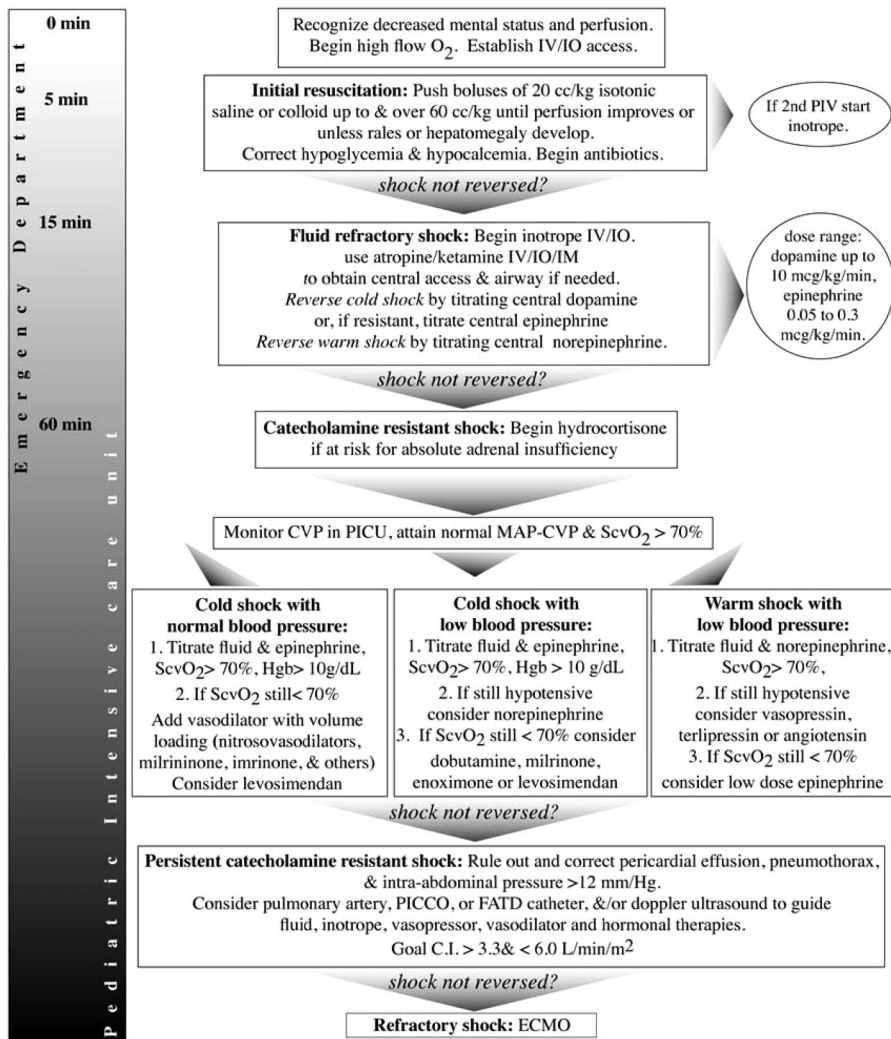 Emergency Department
Pediatric Intensive care unit
0 min
Recognize decreased mental status and perfusion.
Begin high flow O2. Establish IV/IO access.
5 min
Initial resuscitation: Push boluses of 20 cc/kg isotonic
saline or colloid up to & over 60 cc/kg until perfusion improves or
unless rales or hepatomegaly develop.
Correct hypoglycemia & hypocalcemia. Begin antibiotics.
If 2nd PIV start
inotrope.
shock not reversed?
15 min
Fluid refractory shock: Begin inotrope IV/IO.
use atropine/ketamine IV/IO/IM
to obtain central access & airway if needed.
Reverse cold shock by titrating central dopamine
or, if resistant, titrate central epinephrine
Reverse warm shock by titrating central norepinephrine.
dose range:
dopamine up to
10 mcg/kg/min,
epinephrine
0.05 to 0.3
mcg/kg/min.
shock not reversed?
60 min
Catecholamine resistant shock: Begin hydrocortisone
if at risk for absolute adrenal insufficiency
Monitor CVP in PICU, attain normal MAP-CVP & ScvO2 > 70%
Cold shock with
normal blood pressure:
1. Titrate fluid & epinephrine,
ScvO2> 70%, Hgb> 10g/dL
2. If ScvO2 still< 70%
Add vasodilator with volume
loading (nitrosovasodilators,
milrininone, imrinone, & others)
Consider levosimendan
Cold shock with
low blood pressure:
1. Titrate fluid & epinephrine,
ScvO2> 70%, Hgb > 10 g/dL
2. If still hypotensive
consider norepinephrine
3. If ScvO2 still < 70% consider
dobutamine, milrinone,
enoximone or levosimendan
Warm shock with
low blood pressure:
1. Titrate fluid & norepinephrine,
ScvO2> 70%,
2. If still hypotensive
consider vasopressin,
terlipressin or angiotensin
3. If ScvO2 still < 70%
consider low dose epinephrine
shock not reversed?
Persistent catecholamine resistant shock: Rule out and correct pericardial effusion, pneumothorax,
& intra-abdominal pressure >12 mm/Hg.
Consider pulmonary artery, PICCO, or FATD catheter, &/or doppler ultrasound to guide
fluid, inotrope, vasopressor, vasodilator and hormonal therapies.
Goal C.I. > 3.3& < 6.0 L/min/m2
shock not reversed?
Refractory shock: ECMO